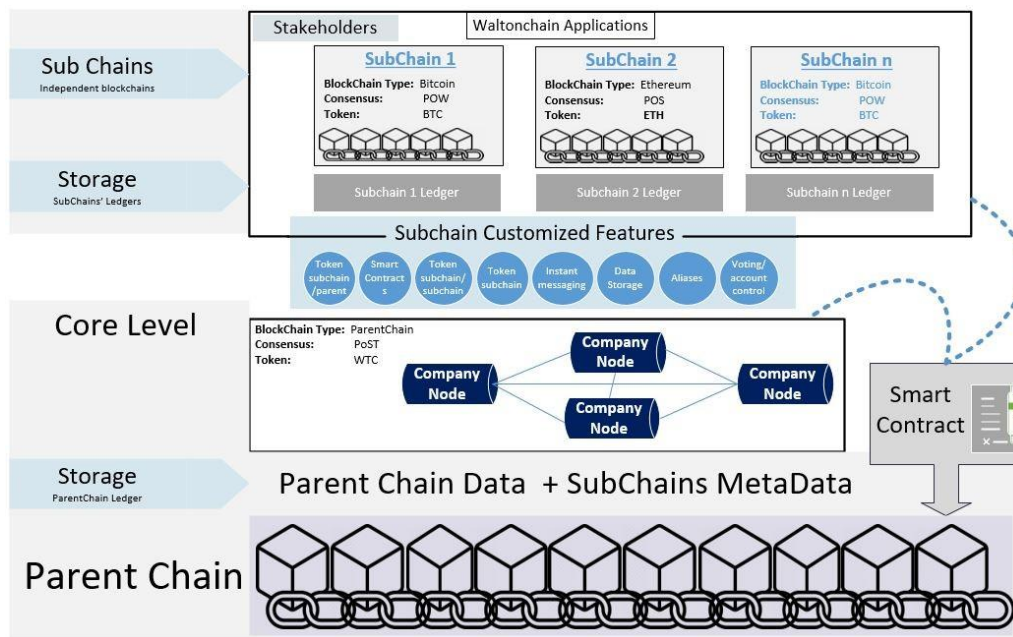 Stakeholders
Waltonchain Applications
Sub Chains
Independent blockchains
SubChain 1
BlockChain Type: Bitcoin
Consensus: POW
Token: BTC
SubChain 2
BlockChain Type: Ethereum
Consensus: POS
Token: ETH
SubChain n
BlockChain Type: Bitcoin
Consensus: POW
Token: BTC
Storage
SubChains' Ledgers
Subchain 1 Ledger
Subchain 2 Ledger
Subchain n Ledger
Subchain Customized Features
Token
subchain
/parent
Smart
Contract
s
Token
subchain/
subchain
Token
subchain
Instant
messaging
Data
Storage
Aliases
Voting/
account
control
Core Level
BlockChain Type: ParentChain
Consensus: PoST
Token: WTC
Company
Node
Company
Node
Company
Node
Company
Node
Smart
Contract
Storage
ParentChain Ledger
Parent Chain Data + SubChains MetaData
Parent Chain